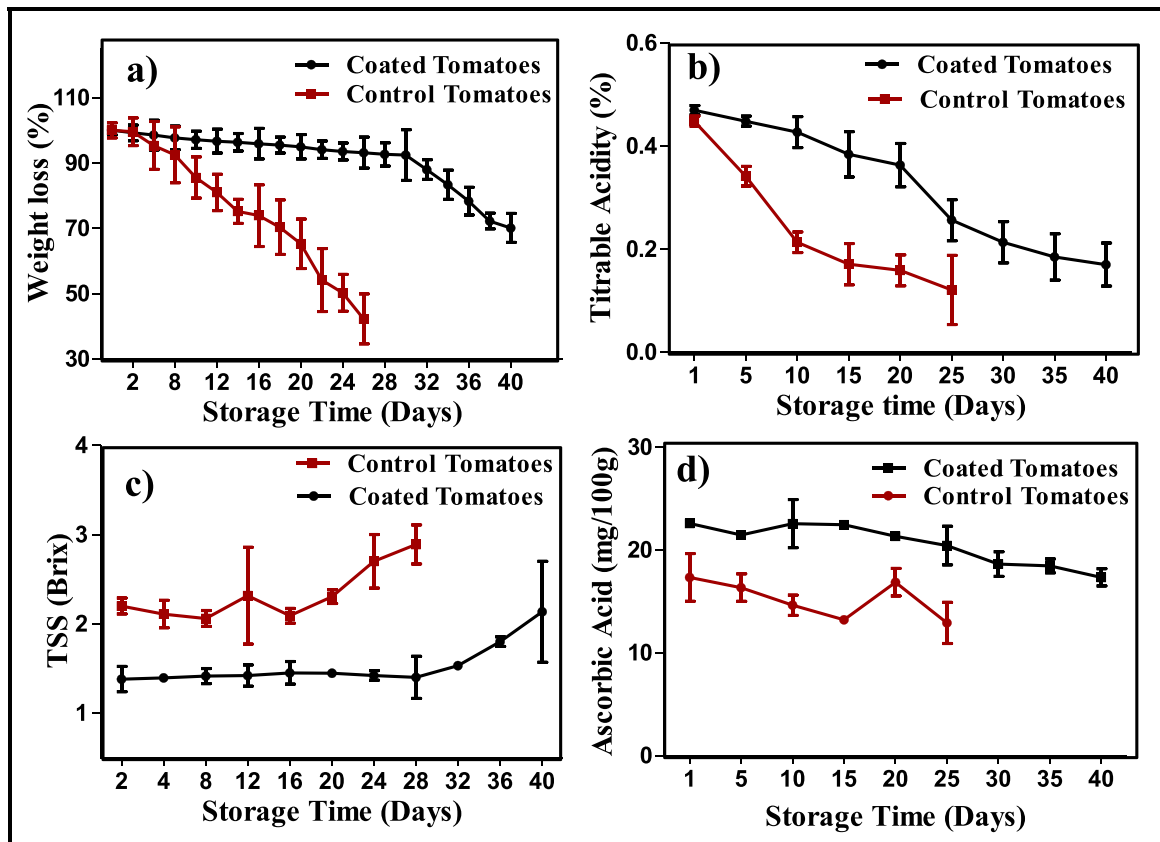 a)
Coated Tomatoes
Control Tomatoes
Weight loss (%)
110
90
70
50
30
2 8 12 16 20 24 28 32 36 40
Storage Time (Days)
b)
Coated Tomatoes
Control Tomatoes
Titrable Acidity (%)
0.6
0.4
0.2
0.0
1 5 10 15 20 25 30 35 40
Storage time (Days)
c)
Control Tomatoes
Coated Tomatoes
TSS (Brix)
4
3
2
1
2 4 8 12 16 20 24 28 32 36 40
Storage Time (Days)
d)
Coated Tomatoes
Control Tomatoes
Ascorbic Acid (mg/100g)
30
20
10
0
1 5 10 15 20 25 30 35 40
Storage Time (Days)